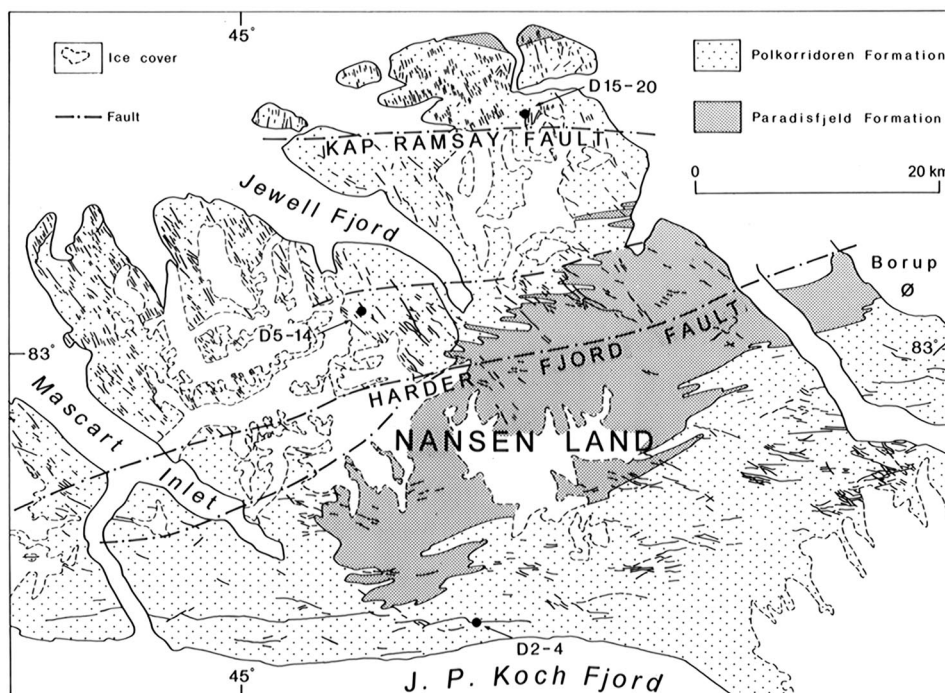 45°
Ice cover
Fault
Polkorridoren Formation
Paradisfjeld Formation
0 20 km
D15-20
KAP RAMSAY FAULT
Jewell Fjord
Borup
Ø
D5-14
83°
83°
HARDER FJORD FAULT
Mascart Inlet
NANSEN LAND
D2-4
45°
J. P. Koch Fjord